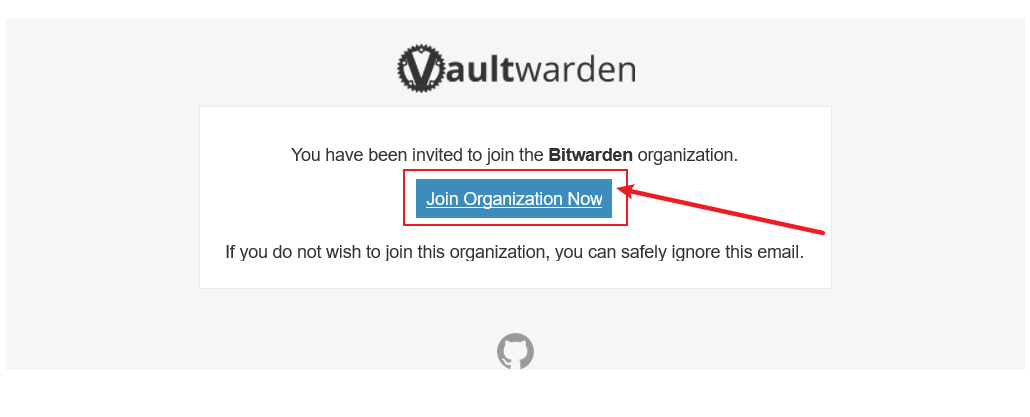 Vaultwarden
You have been invited to join the Bitwarden organization.
Join Organization Now
If you do not wish to join this organization, you can safely ignore this email.